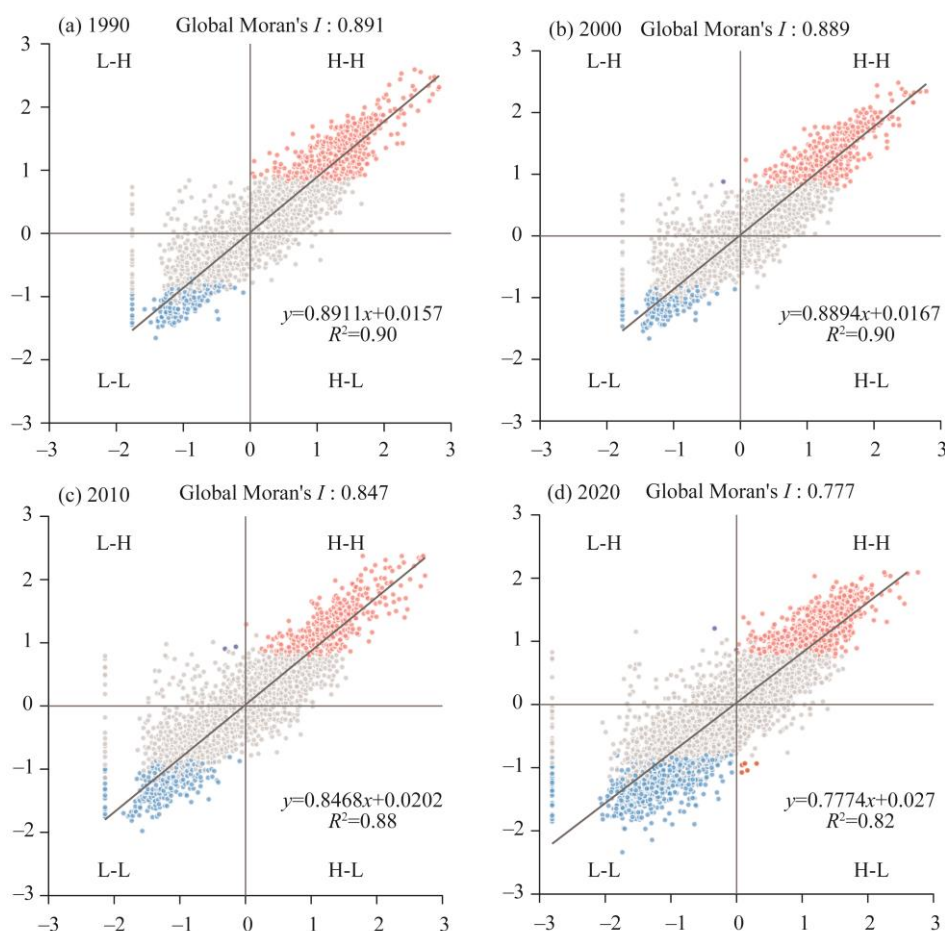 (a) 1990 Global Moran's I : 0.891
3
L-H H-H
2
1
0
−1
y=0.8911x+0.0157
R²=0.90
−2
L-L H-L
−3
−3 −2 −1 0 1 2 3
(b) 2000 Global Moran's I : 0.889
3
L-H H-H
2
1
0
−1
y=0.8894x+0.0167
R²=0.90
−2
L-L H-L
−3
−3 −2 −1 0 1 2 3
(c) 2010 Global Moran's I : 0.847
3
L-H H-H
2
1
0
−1
y=0.8468x+0.0202
R²=0.88
−2
L-L H-L
−3
−3 −2 −1 0 1 2 3
(d) 2020 Global Moran's I : 0.777
3
L-H H-H
2
1
0
−1
y=0.7774x+0.027
R²=0.82
−2
L-L H-L
−3
−3 −2 −1 0 1 2 3